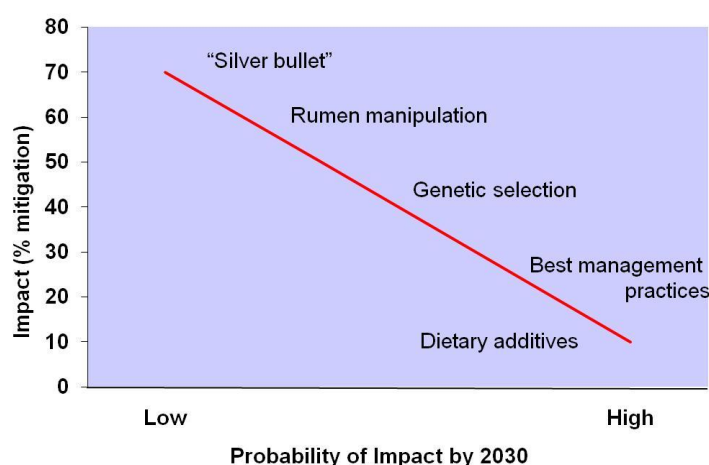 80
70
60
50
40
30
20
10
0
Impact (% mitigation)
“Silver bullet”
Rumen manipulation
Genetic selection
Best management
practices
Dietary additives
Low
High
Probability of Impact by 2030